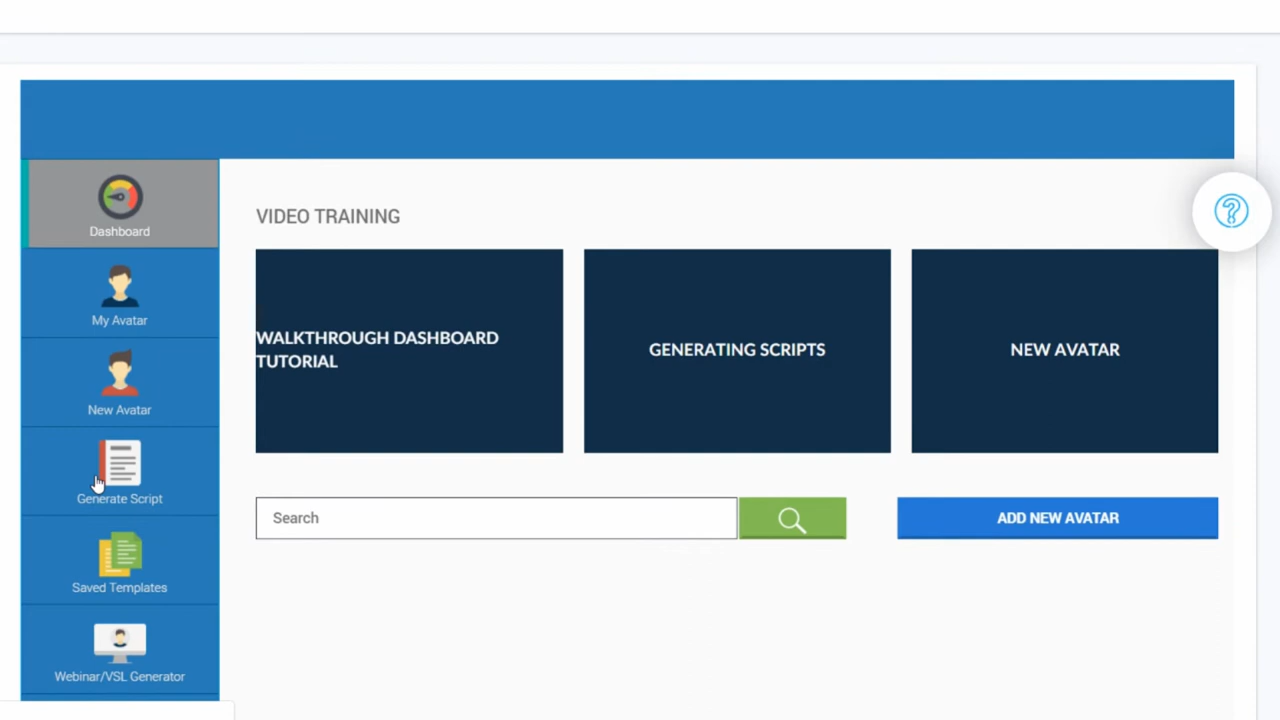 Dashboard
My Avatar
New Avatar
Generate Script
Saved Templates
Webinar/VSL Generator
VIDEO TRAINING
WALKTHROUGH DASHBOARD
TUTORIAL
GENERATING SCRIPTS
NEW AVATAR
Search
ADD NEW AVATAR
?